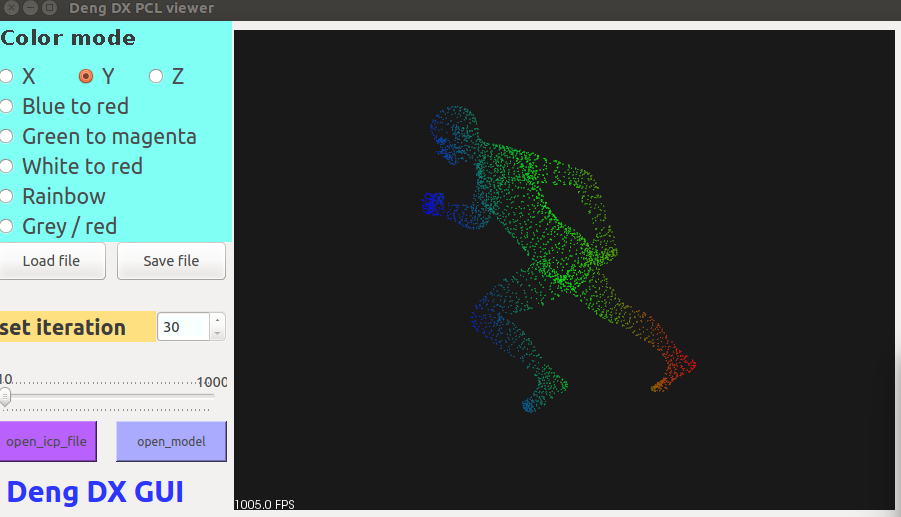 Deng DX PCL viewer
Color mode
X Y Z
Blue to red
Green to magenta
White to red
Rainbow
Grey / red
Load file Save file
set iteration 30
10 1000
open_icp_file open_model
Deng DX GUI
1005.0 FPS